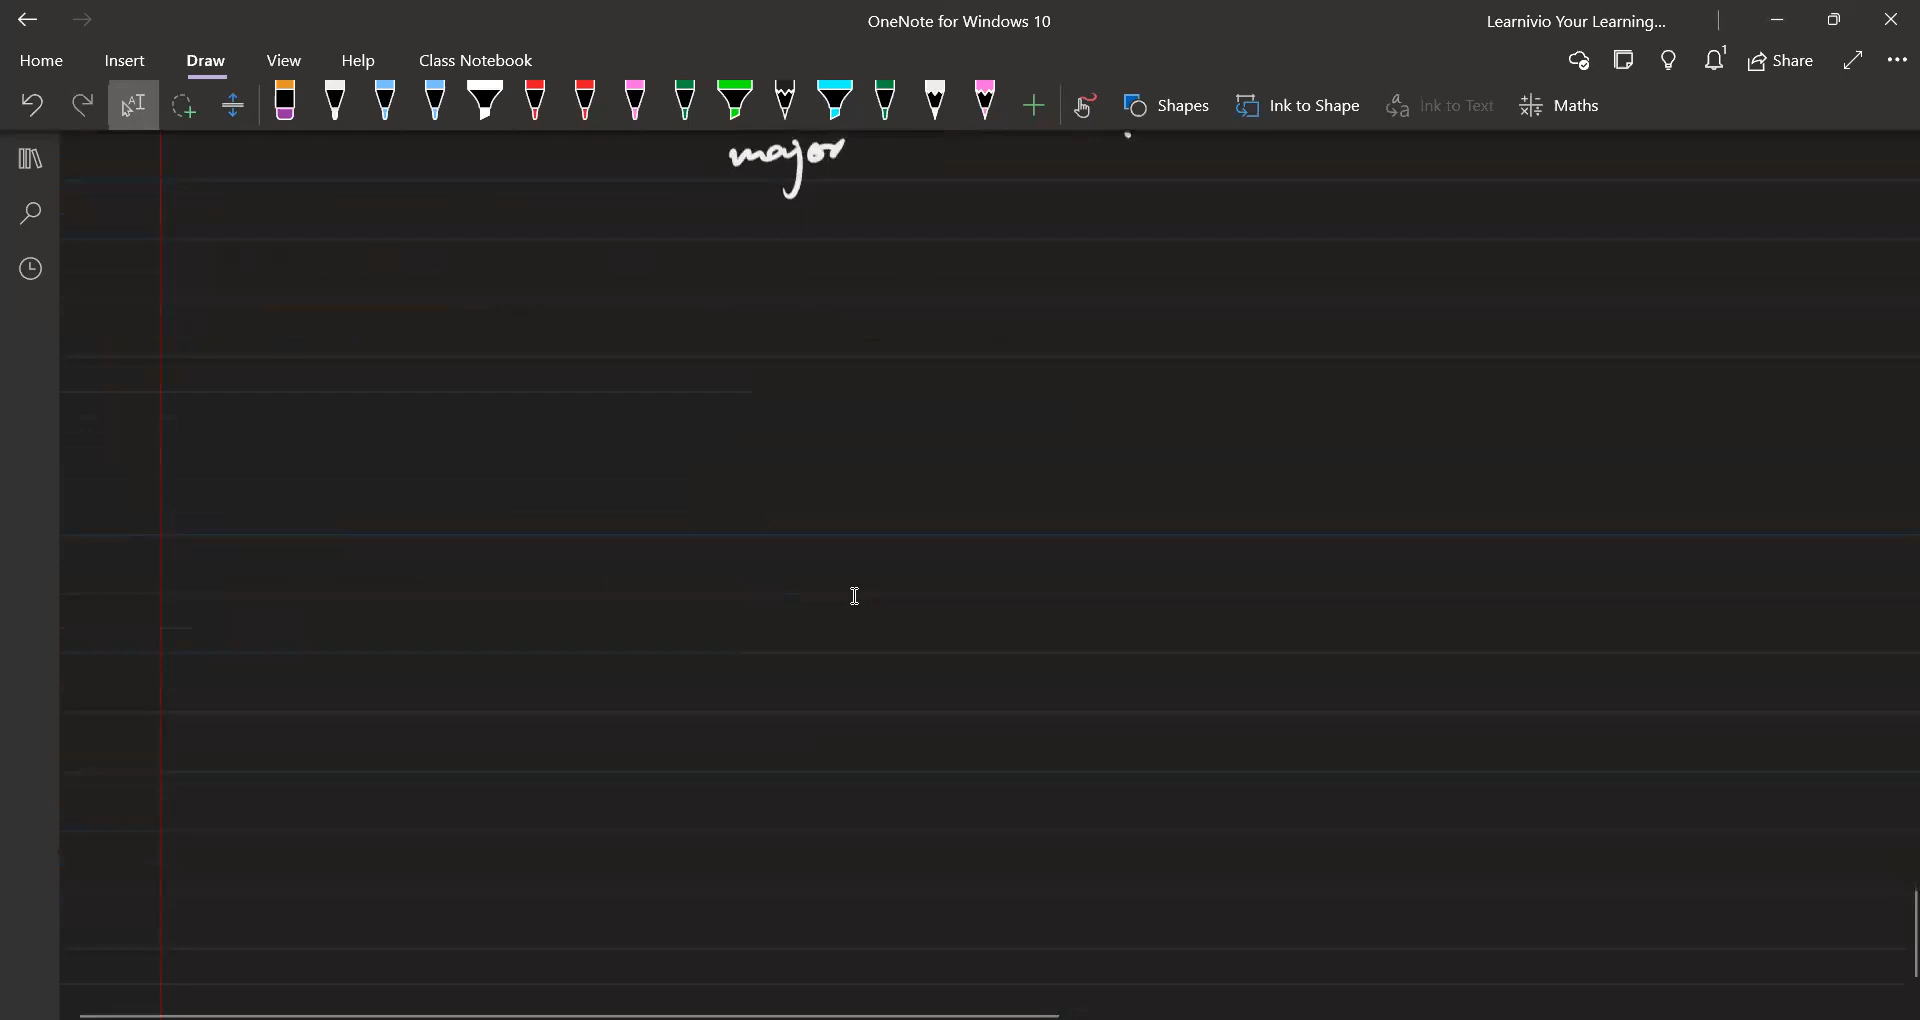 OneNote for Windows 10
Learnivio Your Learning...
Home Insert Draw View Help Class Notebook
1
Share
Shapes Ink to Shape Ink to Text Maths
major